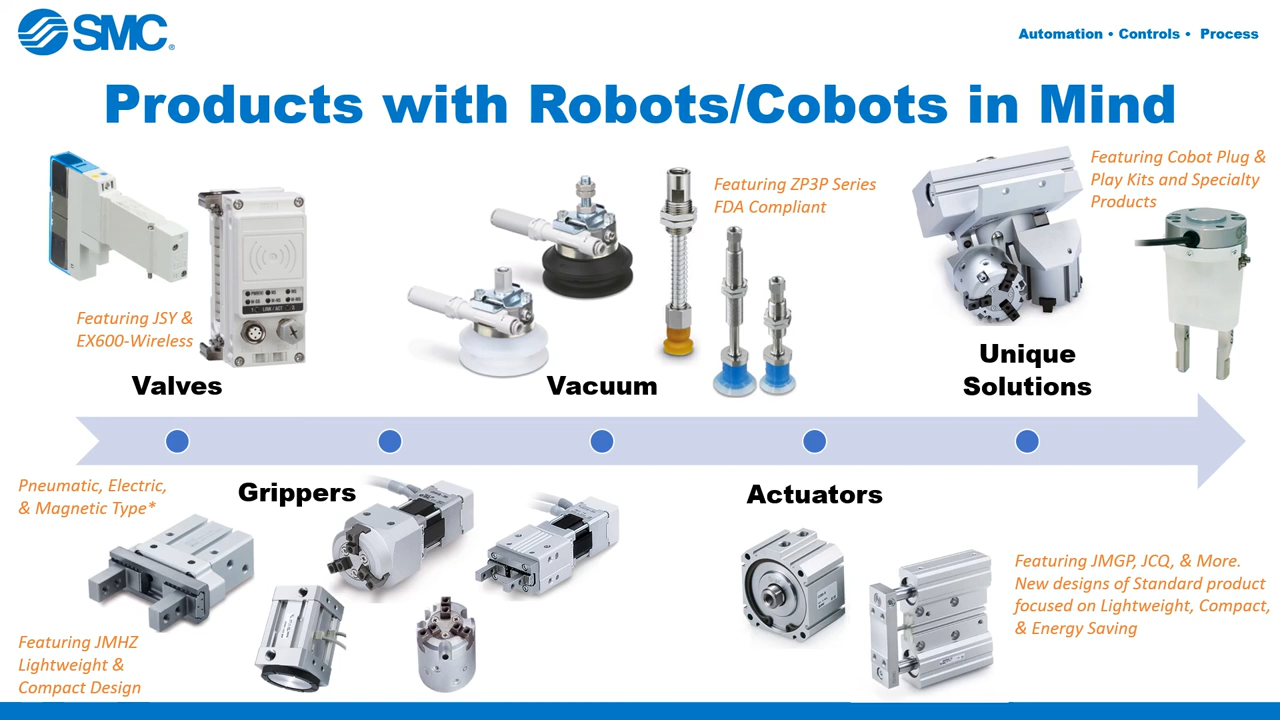 SMC
Automation • Controls • Process
Products with Robots/Cobots in Mind
Featuring JSY &
EX600-Wireless
Valves
Featuring ZP3P Series
FDA Compliant
Vacuum
Featuring Cobot Plug &
Play Kits and Specialty
Products
Unique
Solutions
Pneumatic, Electric,
& Magnetic Type*
Grippers
Featuring JMHZ
Lightweight &
Compact Design
Actuators
Featuring JMGP, JCQ, & More.
New designs of Standard product
focused on Lightweight, Compact,
& Energy Saving